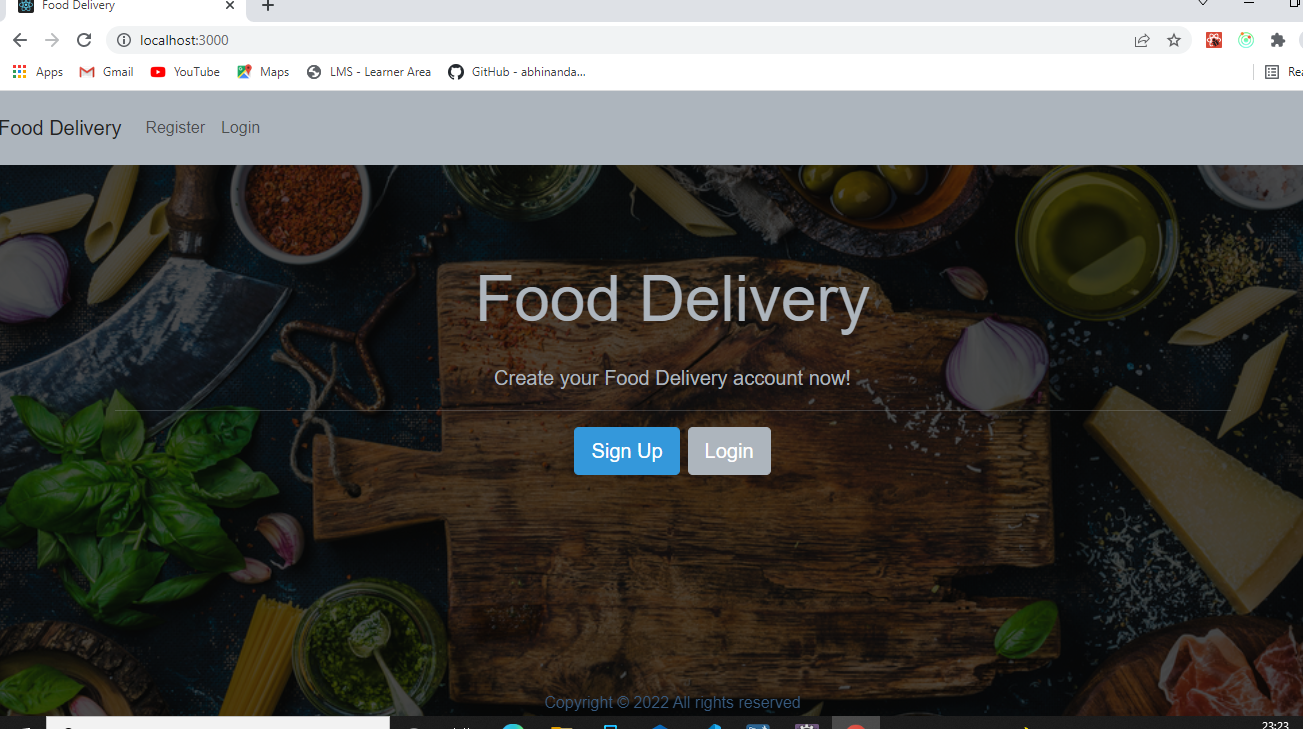 Food Delivery
localhost:3000
Apps Gmail YouTube Maps LMS - Learner Area GitHub - abhinanda...
Food Delivery Register Login
Food Delivery
Create your Food Delivery account now!
Sign Up Login
Copyright © 2022 All rights reserved
23:23